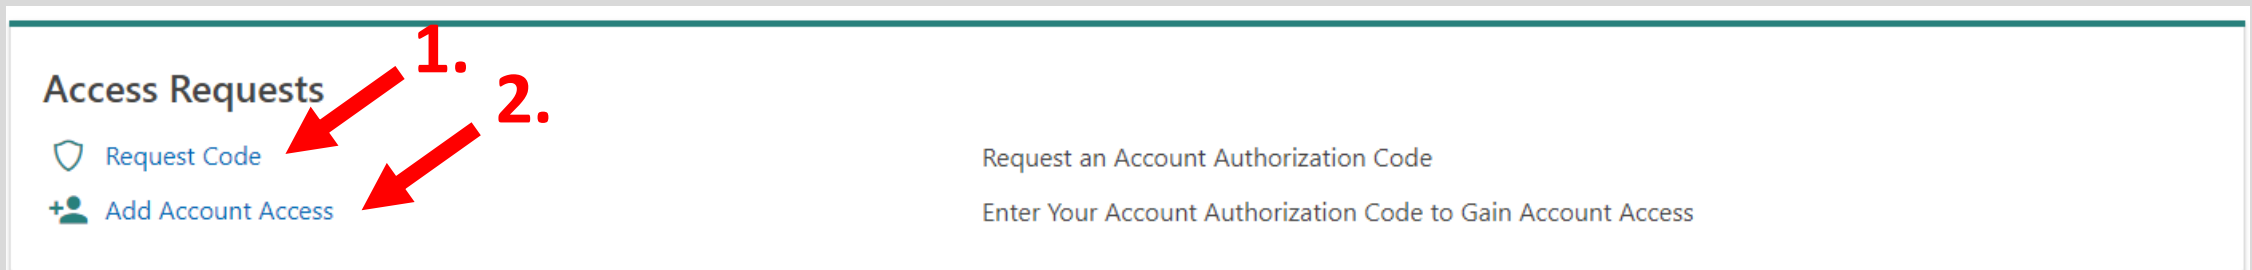 1.
Access Requests
2.
Request Code Request an Account Authorization Code
Add Account Access Enter Your Account Authorization Code to Gain Account Access